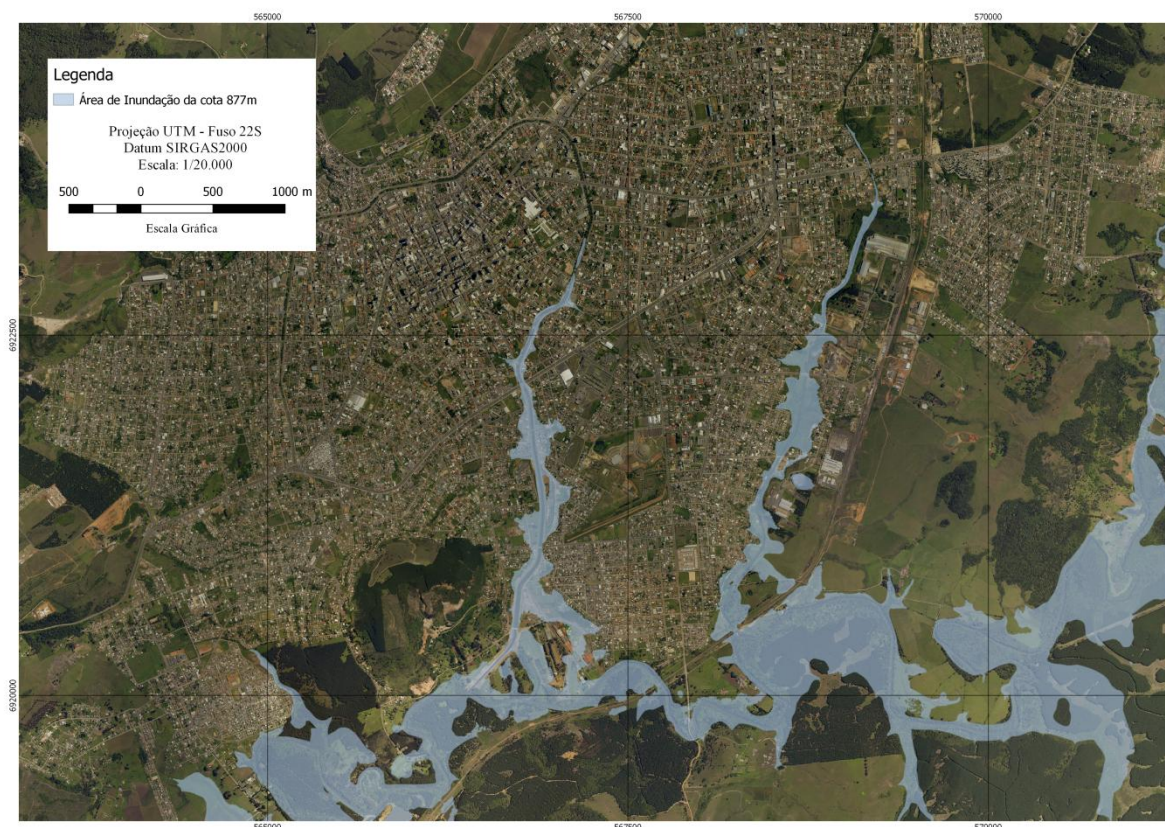 565000 567500 570000
Legenda
Área de Inundação da cota 877m
Projeção UTM - Fuso 22S
Datum SIRGAS2000
Escala: 1/20.000
500 0 500 1000 m
Escala Gráfica
6922500
6920000
565000 567500 570000